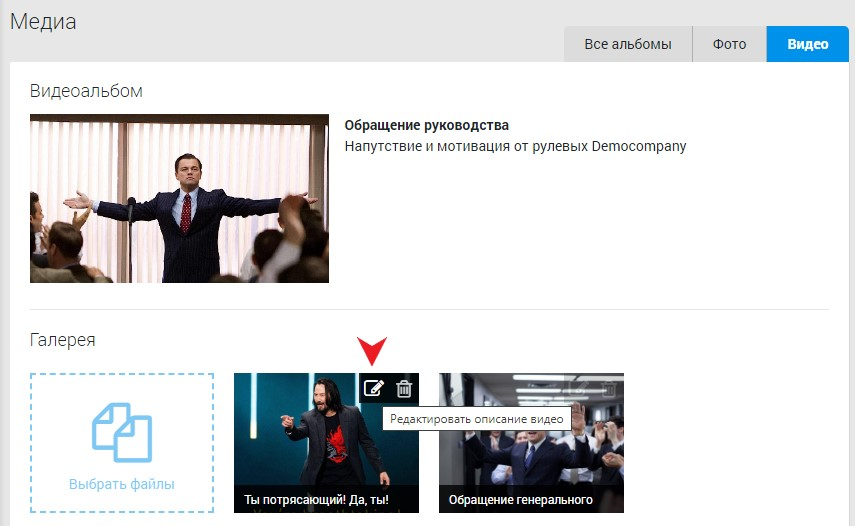 Медиа
Все альбомы
Фото
Видео
Видеоальбом
Обращение руководства
Напутствие и мотивация от рулевых Democompany
Галерея
Редактировать описание видео
Выбрать файлы
Ты потрясающий! Да, ты!
Обращение генерального